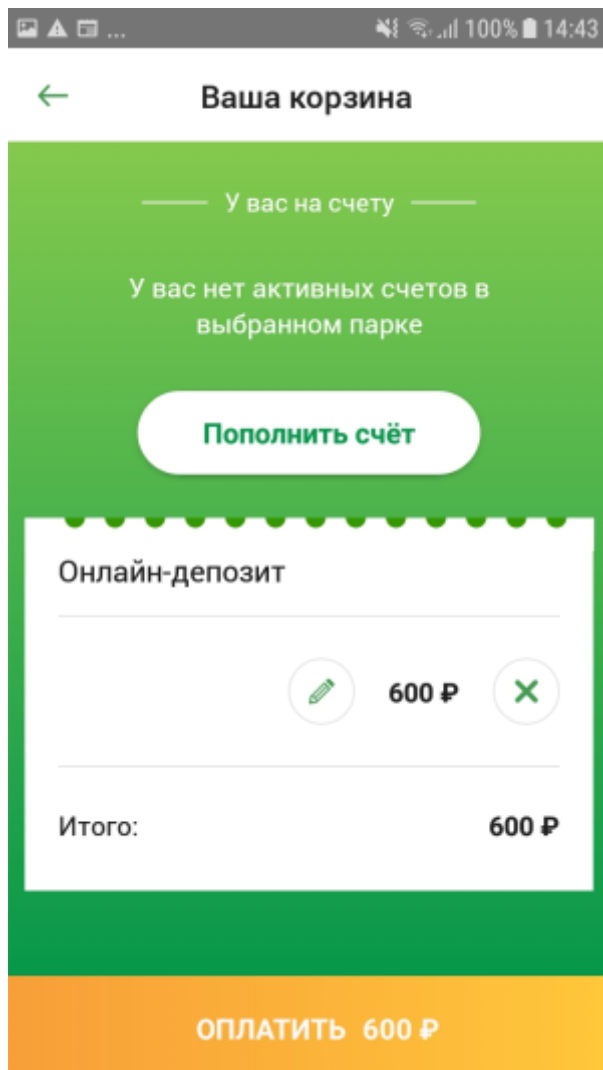 ... 100% 14:43
Ваша корзина
У вас на счету
У вас нет активных счетов в
выбранном парке
Пополнить счёт
Онлайн-депозит
600 ₽
Итого: 600 ₽
ОПЛАТИТЬ 600 ₽